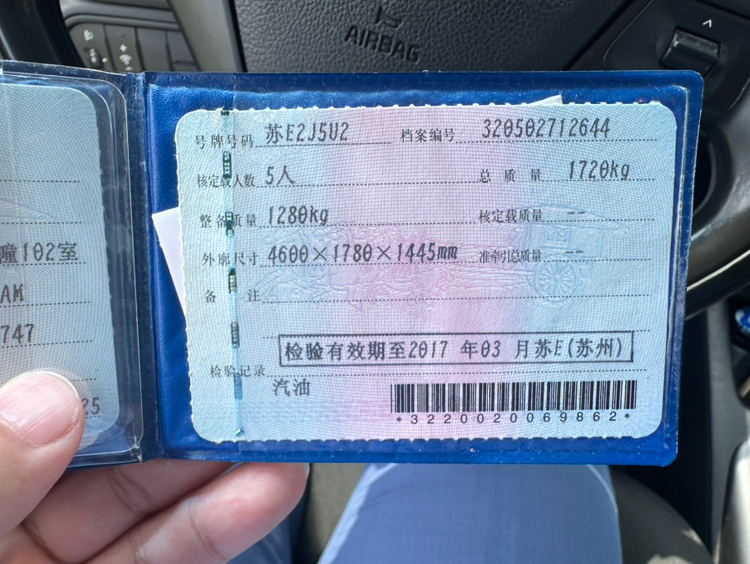 AIRBAG
号牌号码 苏E2J5U2 档案编号 320502712644
核定载人数 5人 总质量 1720kg
整备质量 1280kg 核定载质量 --
外廓尺寸 4600×1780×1445mm 准牵引总质量 --
备注
检验有效期至2017 年03 月苏E(苏州)
检验记录
汽油
*3220020069862*
幢102室
AM
747
25